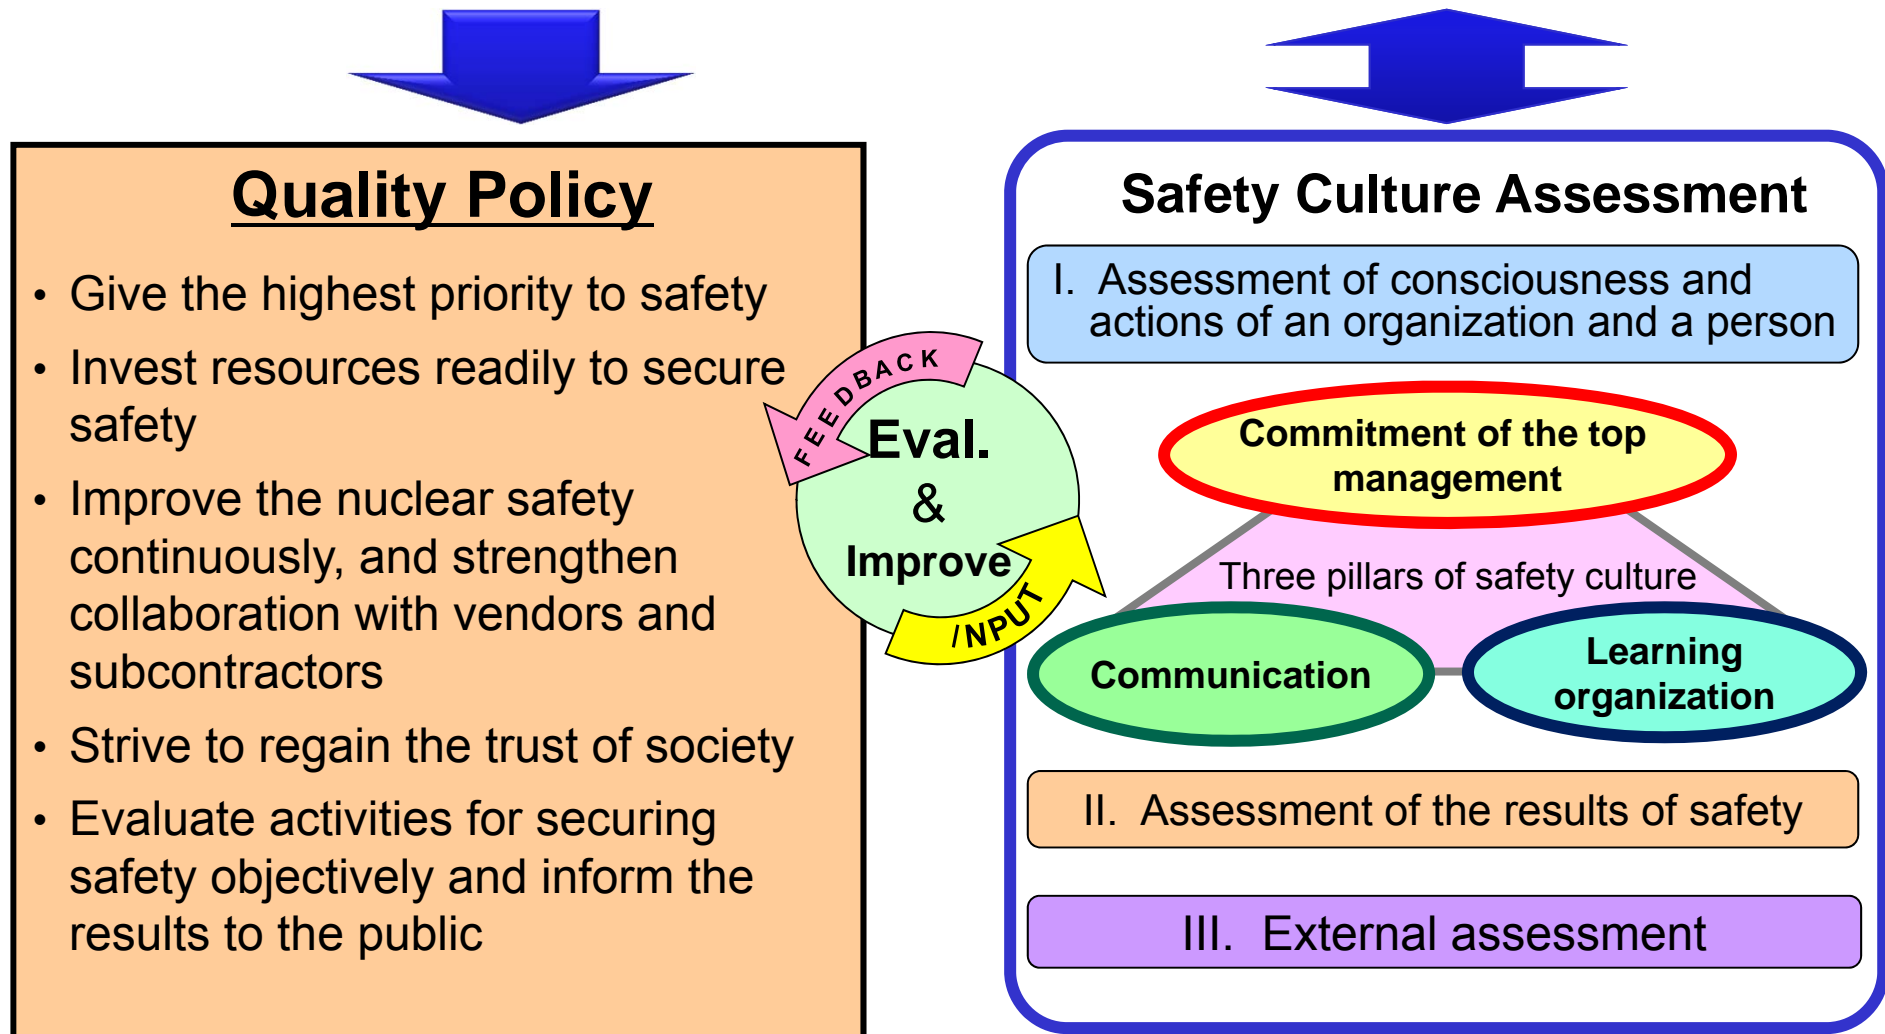 Quality Policy
• Give the highest priority to safety
• Invest resources readily to secure
safety
• Improve the nuclear safety
continuously, and strengthen
collaboration with vendors and
subcontractors
• Strive to regain the trust of society
• Evaluate activities for securing
safety objectively and inform the
results to the public
FEEDBACK
Eval.
&
Improve
INPUT
Safety Culture Assessment
I. Assessment of consciousness and
actions of an organization and a person
Commitment of the top
management
Three pillars of safety culture
Communication
Learning
organization
II. Assessment of the results of safety
III. External assessment